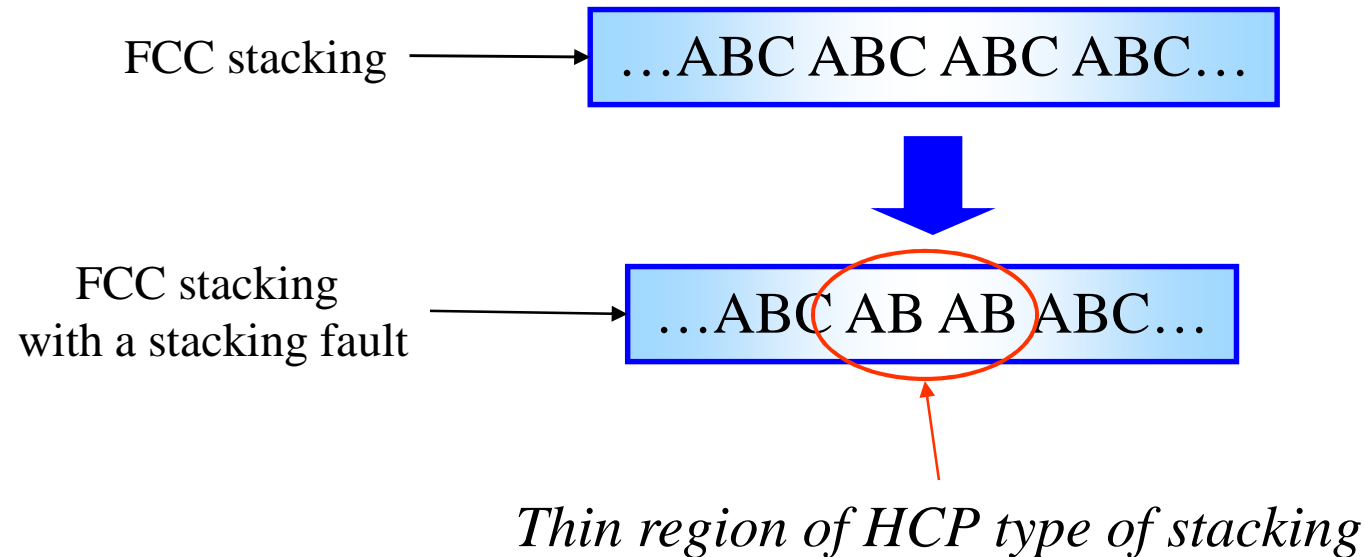 FCC stacking
…ABC ABC ABC ABC…
FCC stacking
with a stacking fault
…ABC AB AB ABC…
Thin region of HCP type of stacking